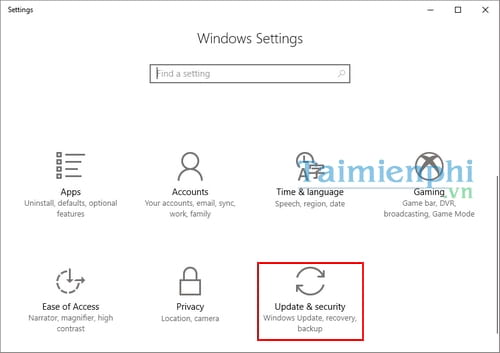 Settings
Windows Settings
Find a setting
Apps
Uninstall, defaults, optional
features
Accounts
Your accounts, email, sync,
work, family
Time & language
Speech, region, date
Gaming
Game bar, DVR,
broadcasting, Game Mode
Taimienphi
.vn
Ease of Access
Narrator, magnifier, high
contrast
Privacy
Location, camera
Update & security
Windows Update, recovery,
backup